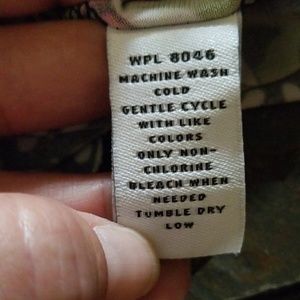 WPL 8046
MACHINE WASH
COLD
GENTLE CYCLE
WITH LIKE
COLORS
ONLY NON-
CHLORINE
BLEACH WHEN
NEEDED
TUMBLE DRY
LOW